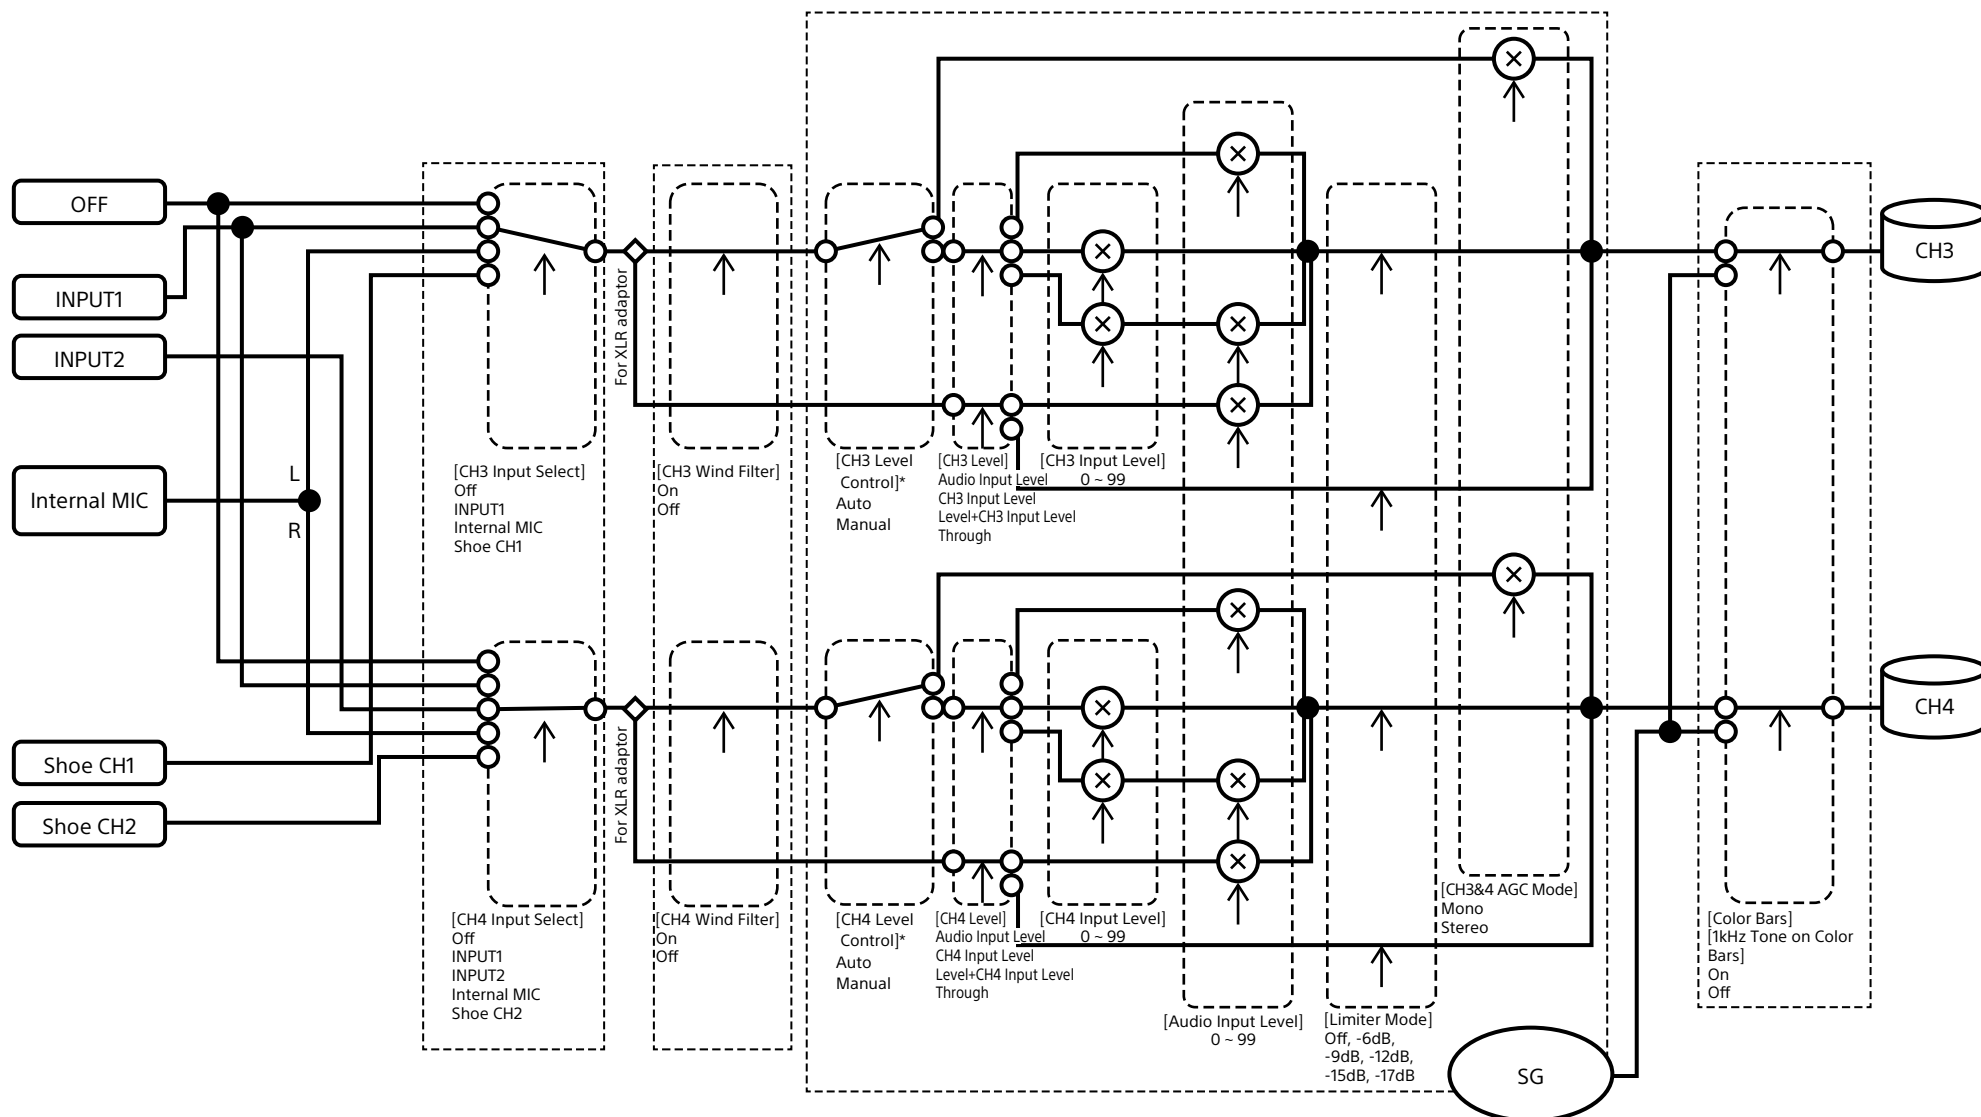 OFF
INPUT1
INPUT2
Internal MIC
L
R
Shoe CH1
Shoe CH2
[CH3 Input Select]
Off
INPUT1
Internal MIC
Shoe CH1
For XLR adaptor
[CH3 Wind Filter]
On
Off
[CH3 Level
Control]*
Auto
Manual
[CH3 Level]
Audio Input Level
CH3 Input Level
Level+CH3 Input Level
Through
[CH3 Input Level]
0 ~ 99
CH3
[CH4 Input Select]
Off
INPUT1
INPUT2
Internal MIC
Shoe CH2
For XLR adaptor
[CH4 Wind Filter]
On
Off
[CH4 Level
Control]*
Auto
Manual
[CH4 Level]
Audio Input Level
CH4 Input Level
Level+CH4 Input Level
Through
[CH4 Input Level]
0 ~ 99
[Audio Input Level]
0 ~ 99
[Limiter Mode]
Off, -6dB,
-9dB, -12dB,
-15dB, -17dB
[CH3&4 AGC Mode]
Mono
Stereo
SG
[Color Bars]
[1kHz Tone on Color
Bars]
On
Off
CH4